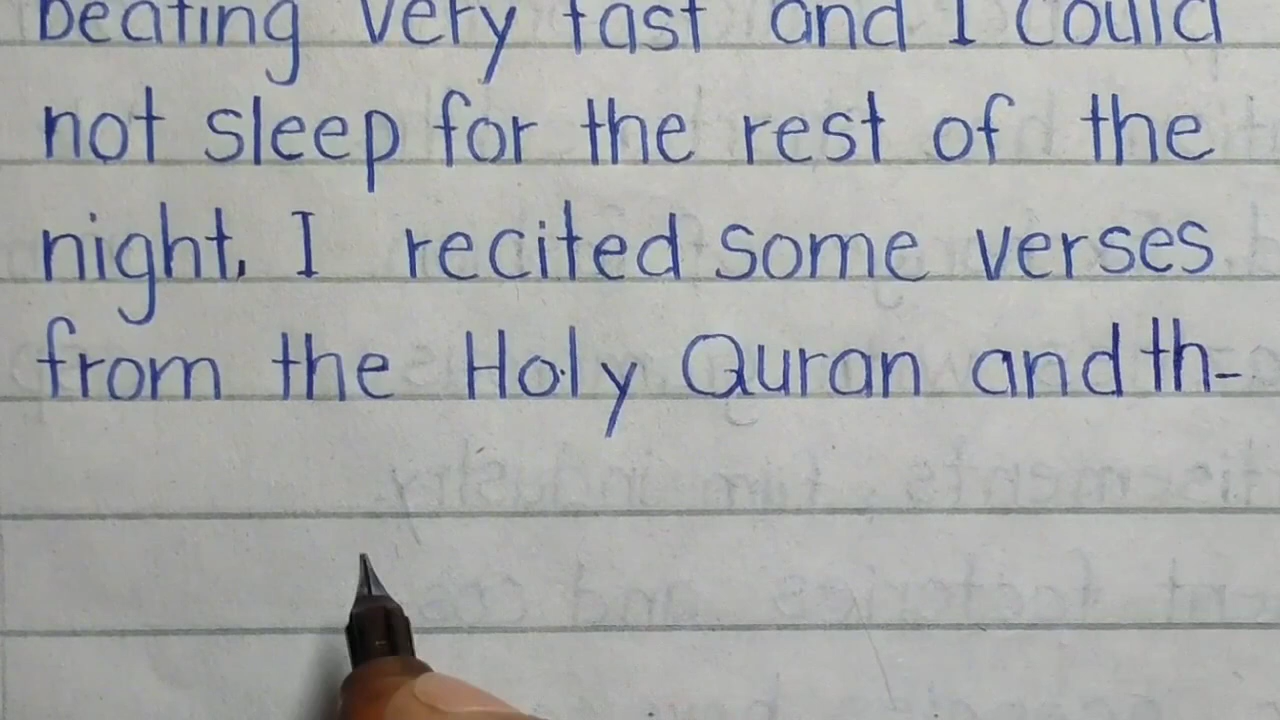 beating very fast and I could
not sleep for the rest of the
night. I recited some verses
from the Holy Quran and th-